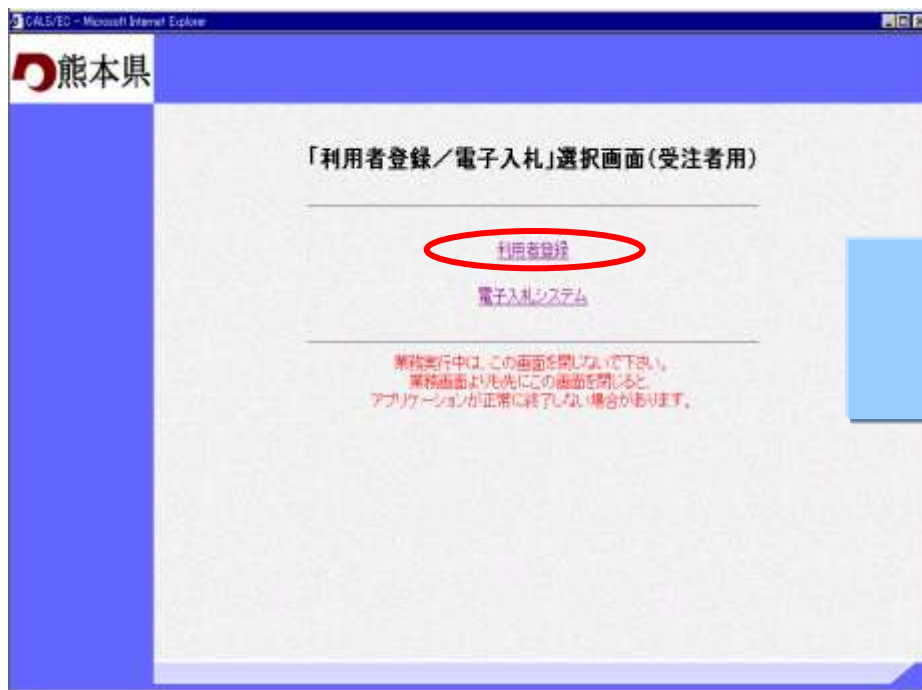 CALS/EC - Microsoft Internet Explorer
熊本県
「利用者登録／電子入札」選択画面(受注者用)
利用者登録
電子入札システム
業務実行中は、この画面を閉じないで下さい。
業務画面よりも先にこの画面を閉じると、
アプリケーションが正常に終了しない場合があります。